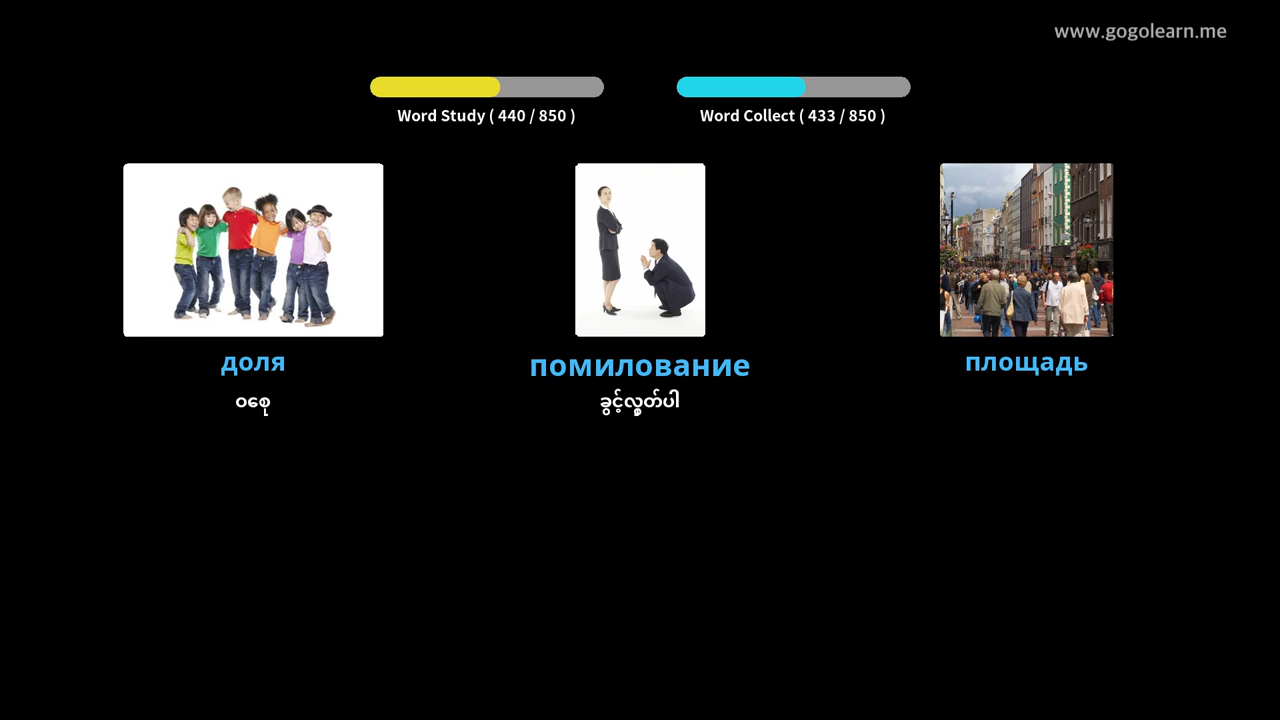 www.gogolearn.me
Word Study ( 440 / 850 )
Word Collect ( 433 / 850 )
доля
ဝေစု
помилование
ခွင့်လွှတ်ပါ
площадь